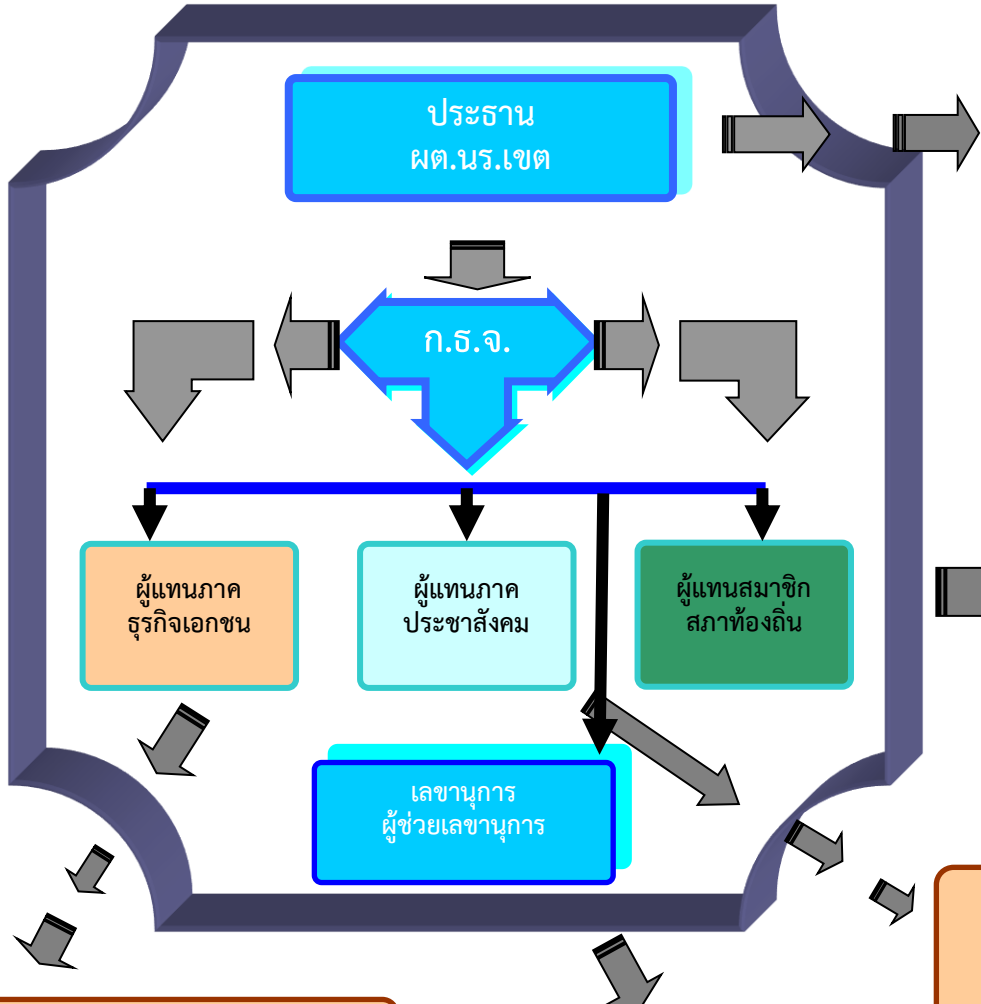 ประธาน
ผต.นร.เขต
ก.ธ.จ.
ผู้แทนภาค
ธุรกิจเอกชน
ผู้แทนภาค
ประชาสังคม
ผู้แทนสมาชิก
สภาท้องถิ่น
เลขานุการ
ผู้ช่วยเลขานุการ